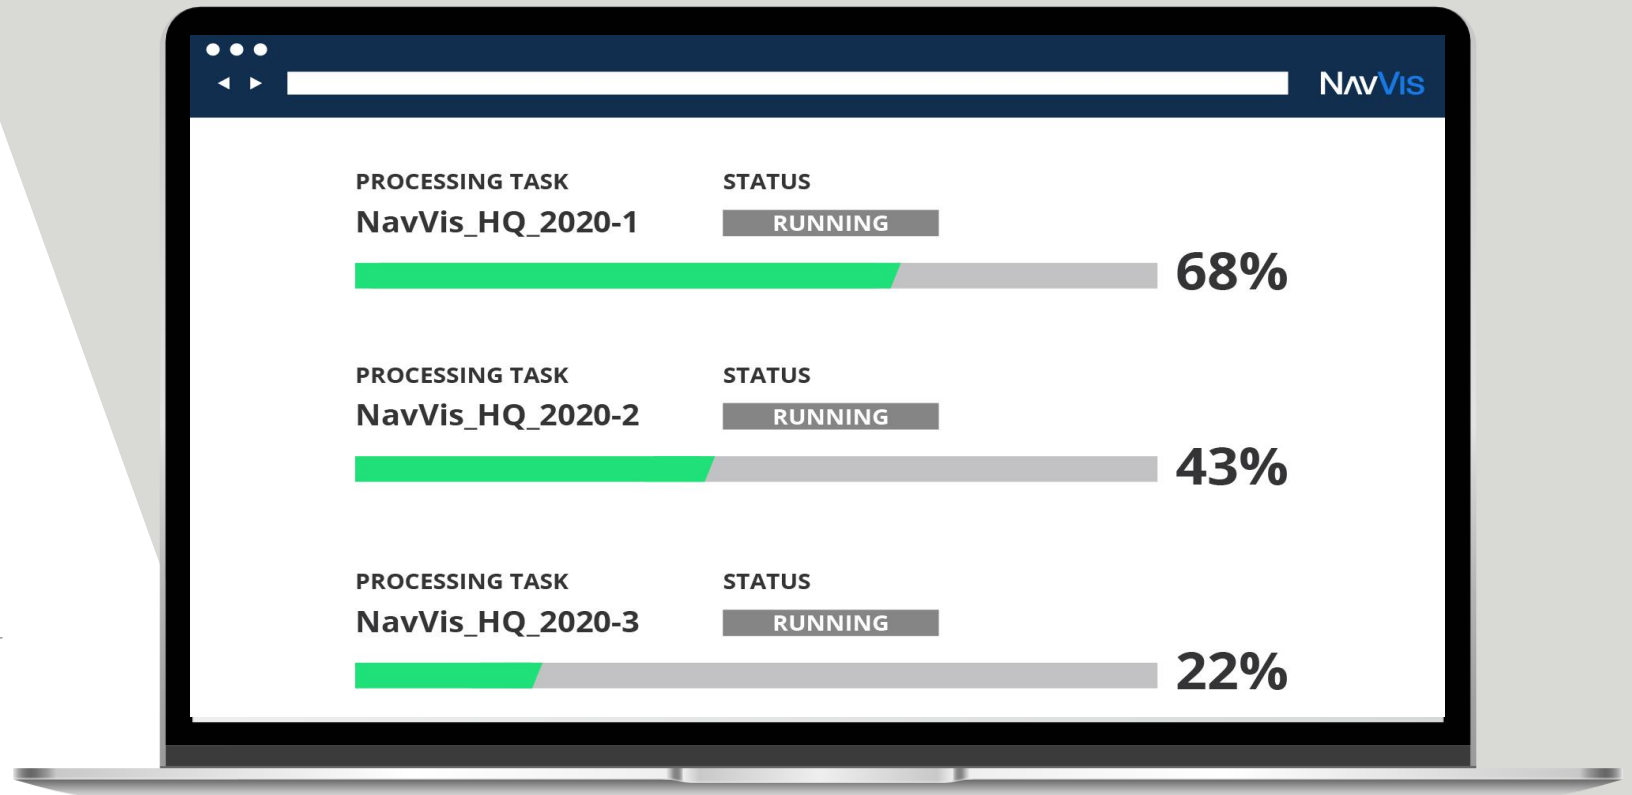 NAVVIS
PROCESSING TASK STATUS
NavVis_HQ_2020-1 RUNNING
68%
PROCESSING TASK STATUS
NavVis_HQ_2020-2 RUNNING
43%
PROCESSING TASK STATUS
NavVis_HQ_2020-3 RUNNING
22%